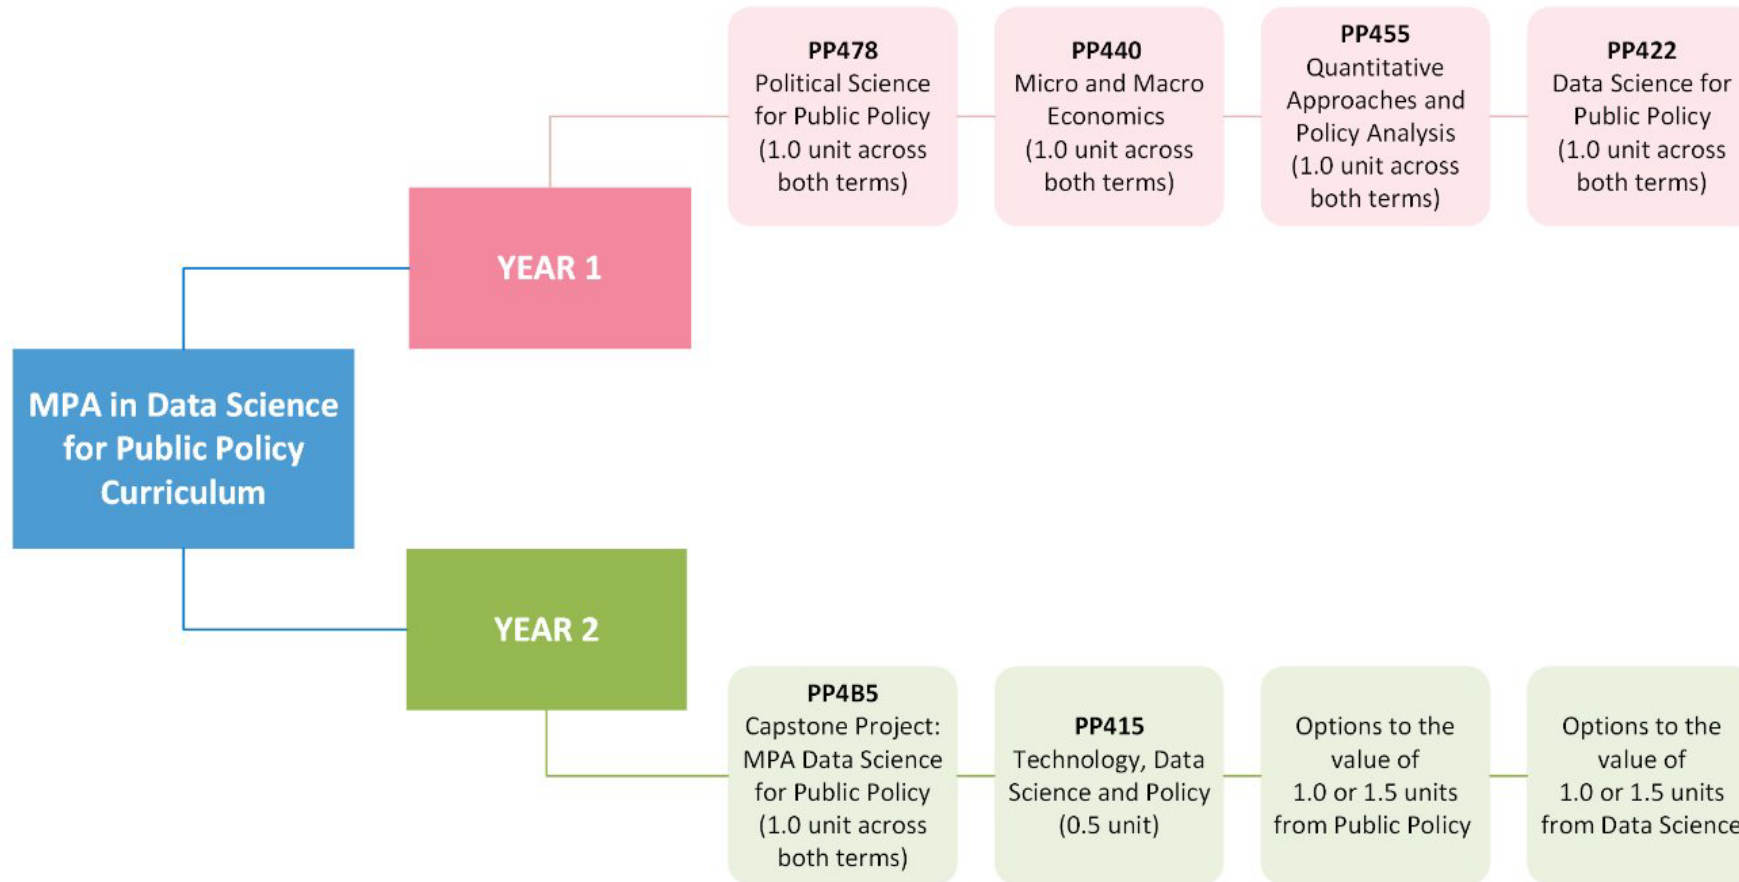 PP478
Political Science
for Public Policy
(1.0 unit across
both terms)
PP440
Micro and Macro
Economics
(1.0 unit across
both terms)
PP455
Quantitative
Approaches and
Policy Analysis
(1.0 unit across
both terms)
PP422
Data Science for
Public Policy
(1.0 unit across
both terms)
YEAR 1
MPA in Data Science
for Public Policy
Curriculum
YEAR 2
PP4B5
Capstone Project:
MPA Data Science
for Public Policy
(1.0 unit across
both terms)
PP415
Technology, Data
Science and Policy
(0.5 unit)
Options to the
value of
1.0 or 1.5 units
from Public Policy
Options to the
value of
1.0 or 1.5 units
from Data Science